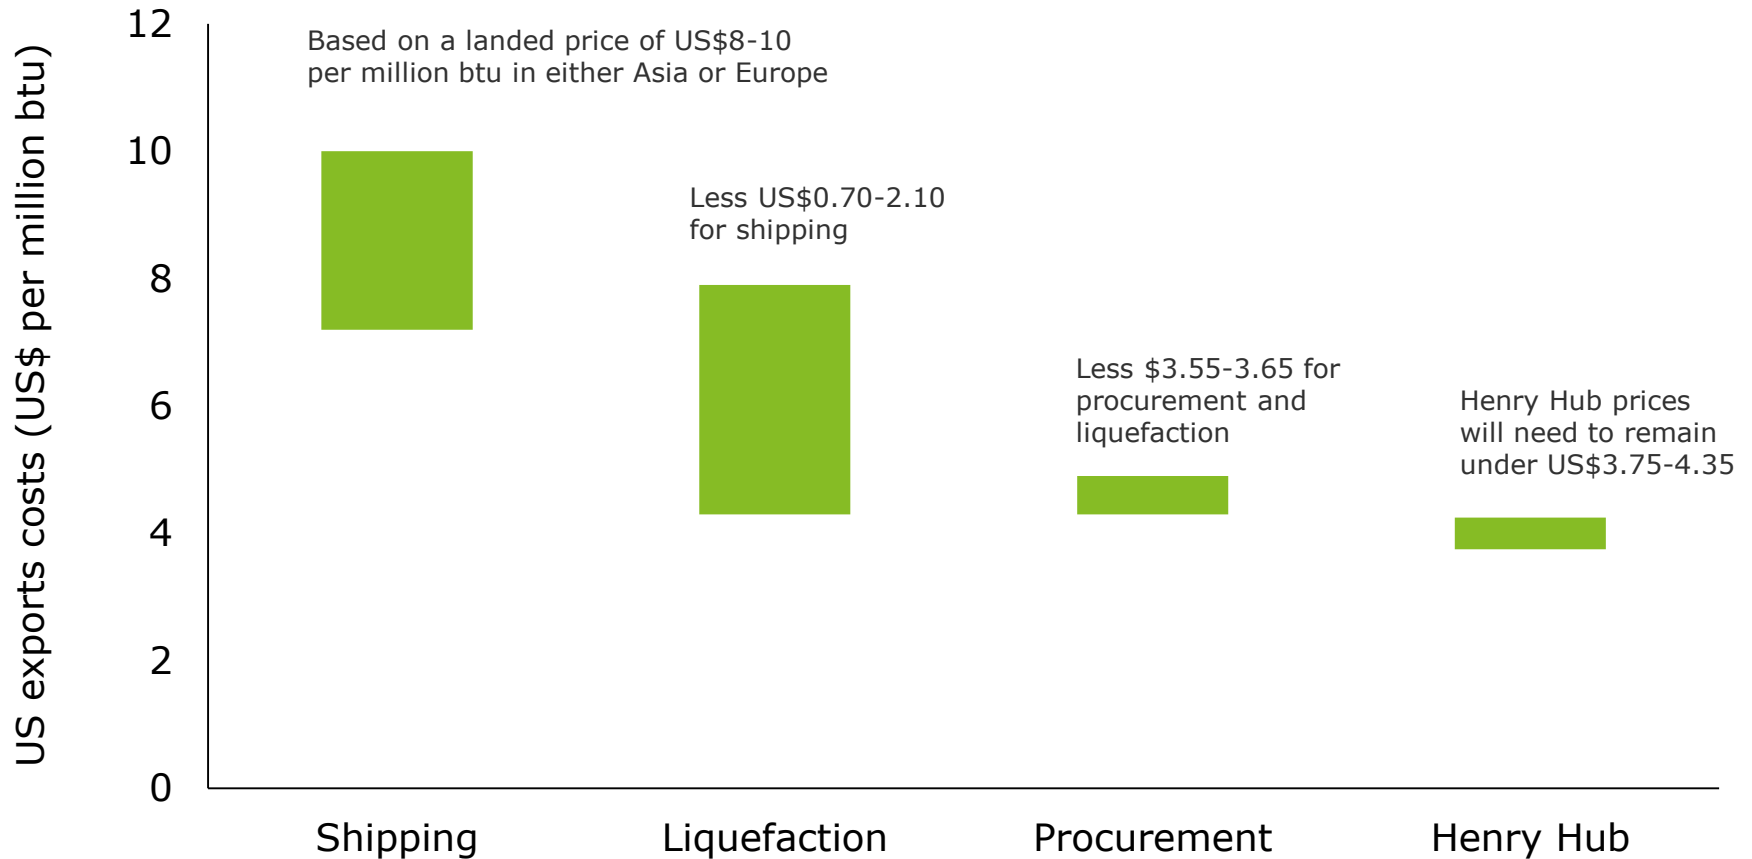 US exports costs (US$ per million btu)
12
10
8
6
4
2
0
Based on a landed price of US$8-10
per million btu in either Asia or Europe
Less US$0.70-2.10
for shipping
Less $3.55-3.65 for
procurement and
liquefaction
Henry Hub prices
will need to remain
under US$3.75-4.35
Shipping
Liquefaction
Procurement
Henry Hub